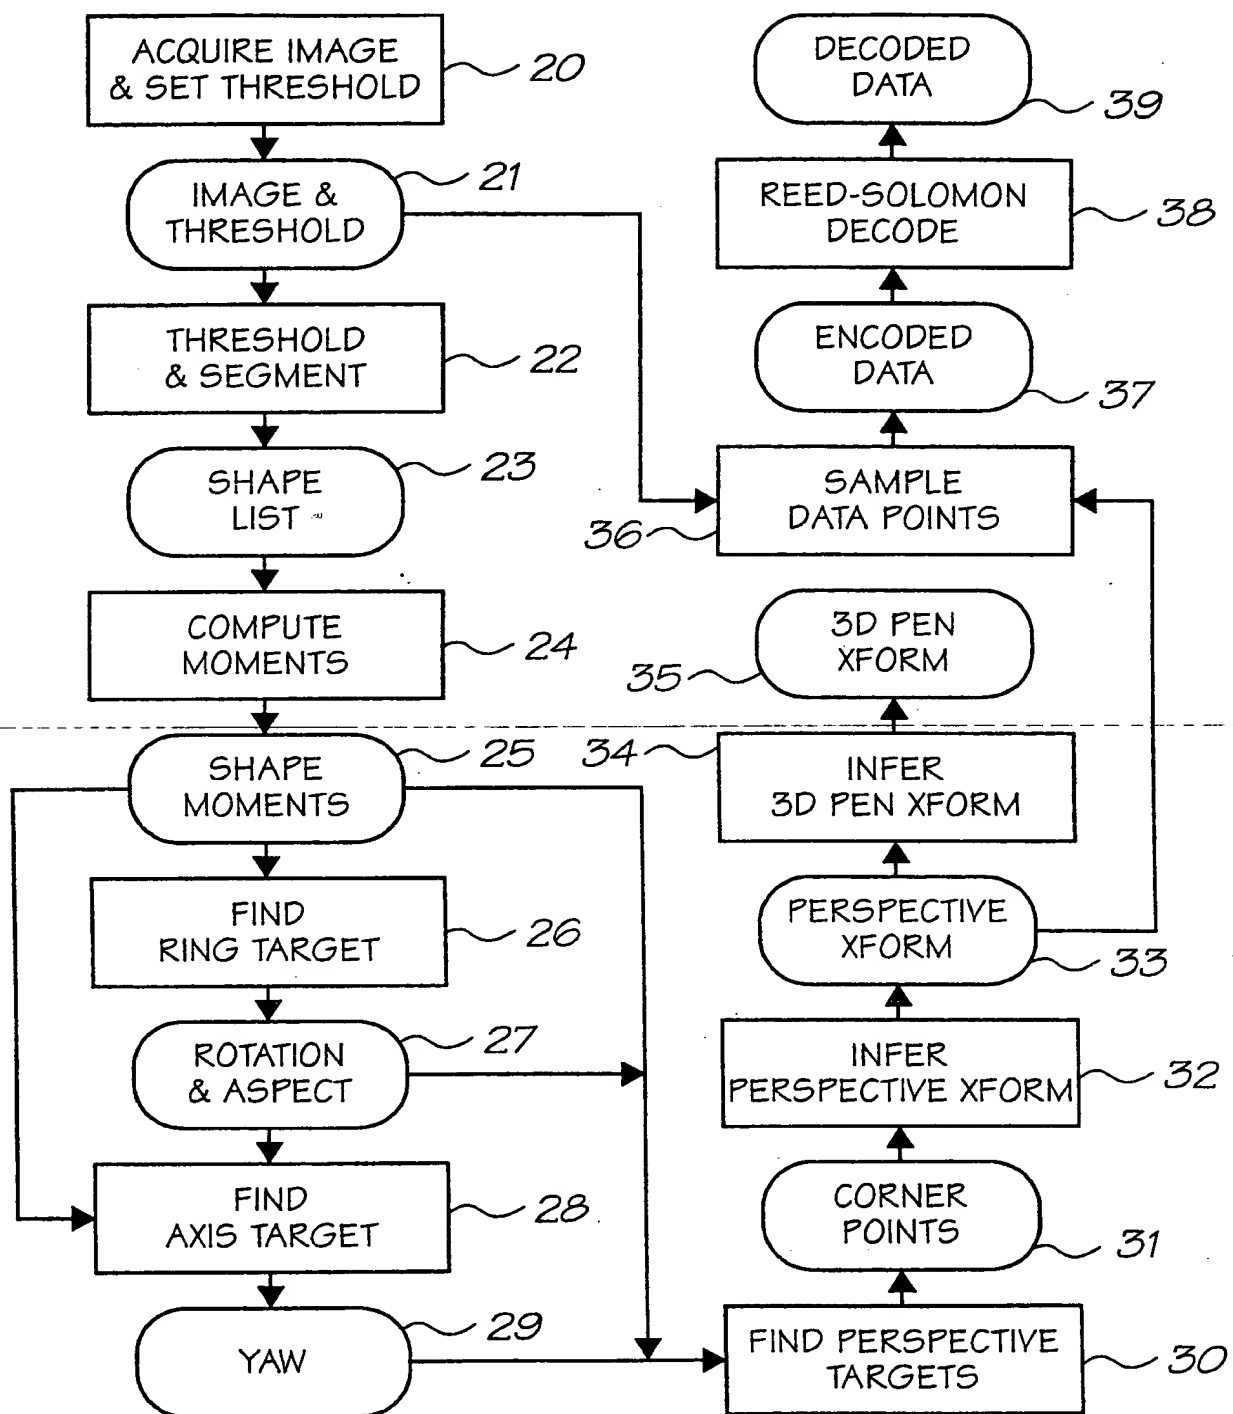 ACQUIRE IMAGE
& SET THRESHOLD
20
IMAGE &
THRESHOLD
21
THRESHOLD
& SEGMENT
22
SHAPE
LIST
23
COMPUTE
MOMENTS
24
SHAPE
MOMENTS
25
FIND
RING TARGET
26
ROTATION
& ASPECT
27
FIND
AXIS TARGET
28
YAW
29
DECODED
DATA
39
REED-SOLOMON
DECODE
38
ENCODED
DATA
37
SAMPLE
DATA POINTS
36
3D PEN
XFORM
35
INFER
3D PEN XFORM
34
PERSPECTIVE
XFORM
33
INFER
PERSPECTIVE XFORM
32
CORNER
POINTS
31
FIND PERSPECTIVE
TARGETS
30